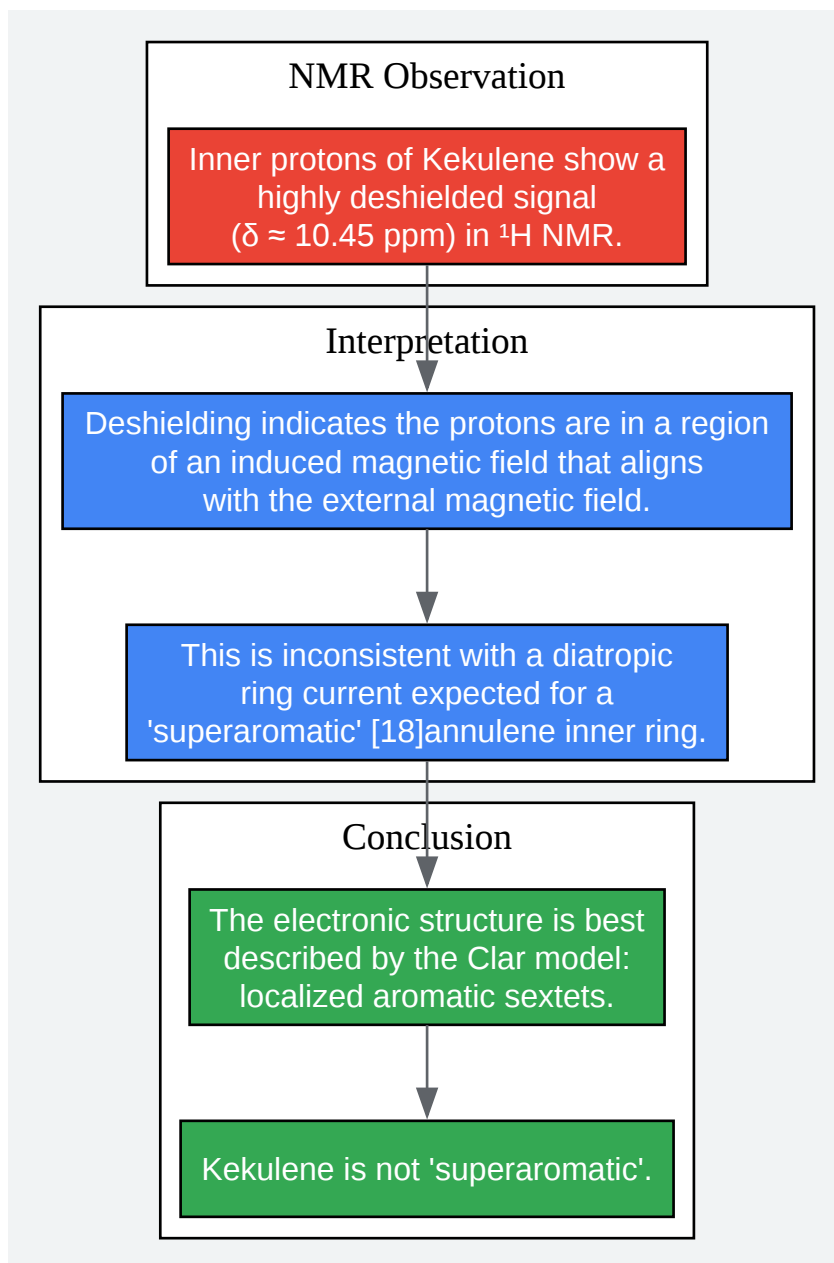 NMR Observation
Inner protons of Kekulene show a
highly deshielded signal
(δ ≈ 10.45 ppm) in ¹H NMR.
Interpretation
Deshielding indicates the protons are in a region
of an induced magnetic field that aligns
with the external magnetic field.
This is inconsistent with a diatropic
ring current expected for a
'superaromatic' [18]annulene inner ring.
Conclusion
The electronic structure is best
described by the Clar model:
localized aromatic sextets.
Kekulene is not 'superaromatic'.